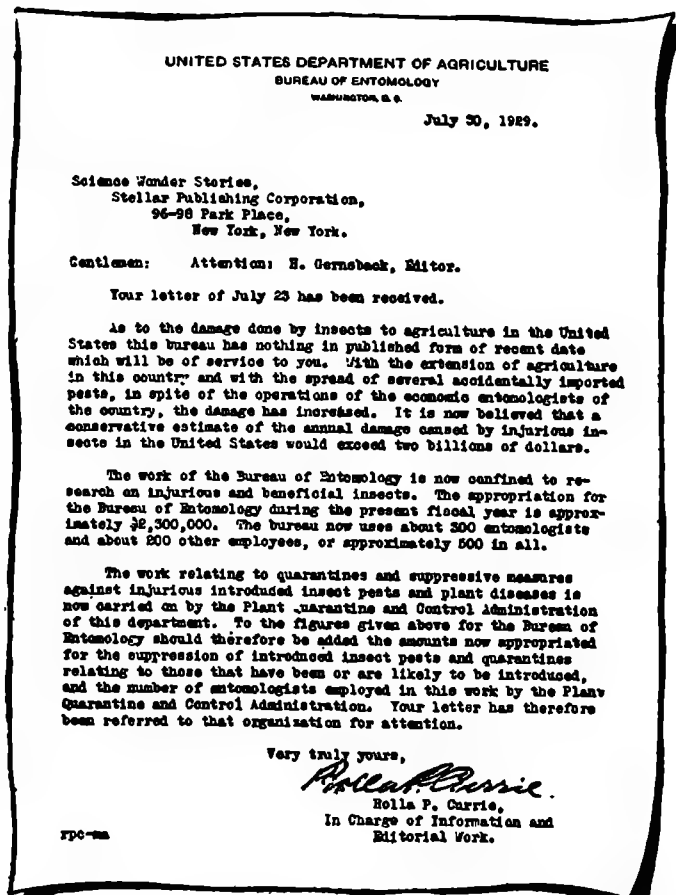 UNITED STATES DEPARTMENT OF AGRICULTURE
BUREAU OF ENTOMOLOGY
WASHINGTON, D. C.
July 30, 1929.
Science Wonder Stories,
Stellar Publishing Corporation,
96-98 Park Place,
New York, New York.
Gentlemen: Attention: H. Gernsback, Editor.
Your letter of July 23 has been received.
As to the damage done by insects to agriculture in the United
States this bureau has nothing in published form of recent date
which will be of service to you. With the extension of agriculture
in this country and with the spread of several accidentally imported
pests, in spite of the operations of the economic entomologists of
the country, the damage has increased. It is now believed that a
conservative estimate of the annual damage caused by injurious in-
sects in the United States would exceed two billions of dollars.
The work of the Bureau of Entomology is now confined to re-
search on injurious and beneficial insects. The appropriation for
the Bureau of Entomology during the present fiscal year is approx-
imately $2,300,000. The bureau now uses about 300 entomologists
and about 200 other employees, or approximately 500 in all.
The work relating to quarantines and suppressive measures
against injurious introduced insect pests and plant diseases is
now carried on by the Plant Quarantine and Control Administration
of this department. To the figures given above for the Bureau of
Entomology should therefore be added the amounts now appropriated
for the suppression of introduced insect pests and quarantines
relating to those that have been or are likely to be introduced,
and the number of entomologists employed in this work by the Plant
Quarantine and Control Administration. Your letter has therefore
been referred to that organization for attention.
Very truly yours,
Rolla P. Currie.
Rolla P. Currie,
In Charge of Information and
Editorial Work.
rpc-ma